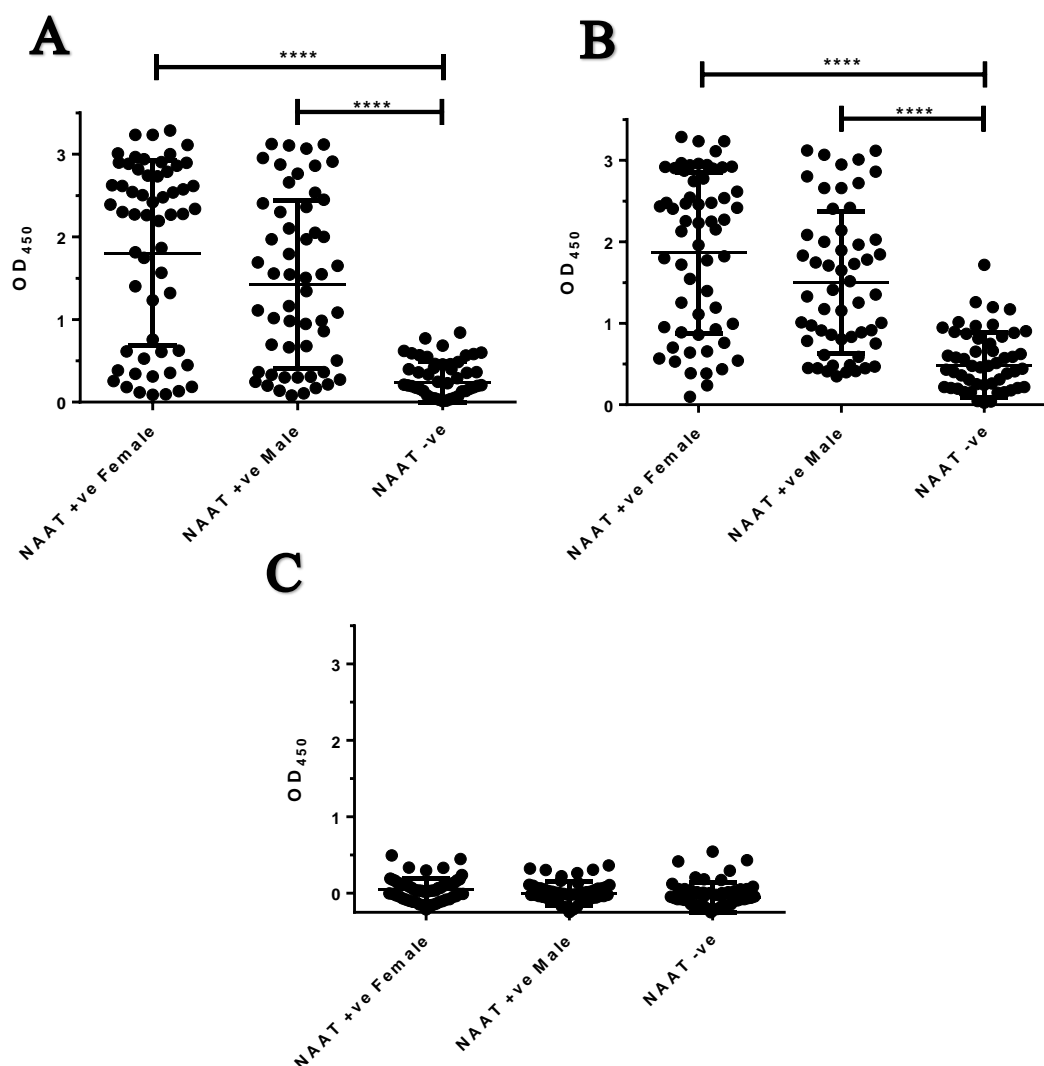 A
****
****
3
2
1
0
OD450
NAAT +ve Female
NAAT +ve Male
NAAT -ve
B
****
****
3
2
1
0
OD450
NAAT +ve Female
NAAT +ve Male
NAAT -ve
C
3
2
1
0
OD450
NAAT +ve Female
NAAT +ve Male
NAAT -ve